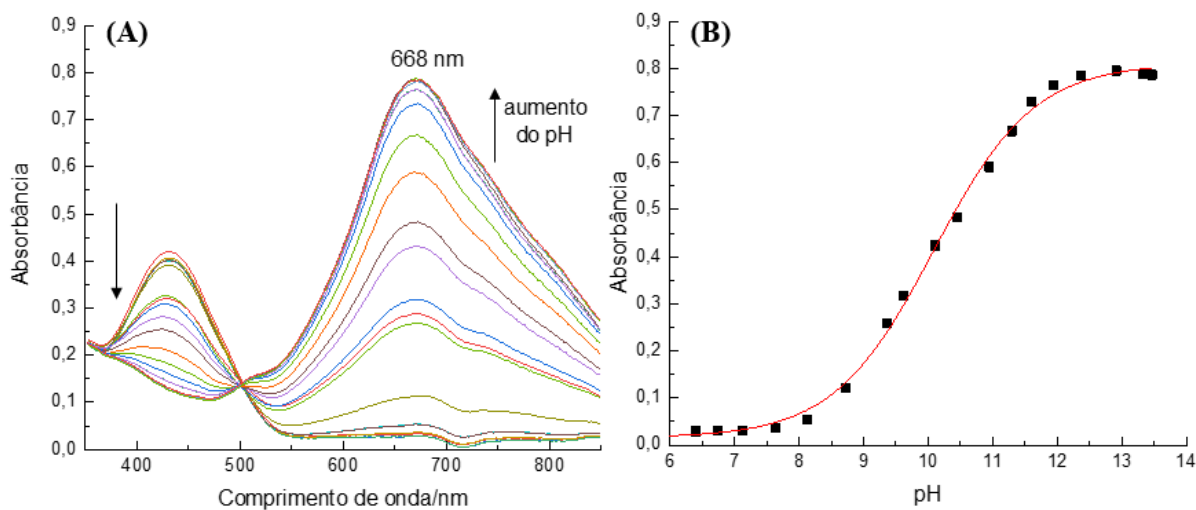 (A)
668 nm
aumento
do pH
Absorbância
0,9
0,8
0,7
0,6
0,5
0,4
0,3
0,2
0,1
0,0
400 500 600 700 800
Comprimento de onda/nm
(B)
Absorbância
0,9
0,8
0,7
0,6
0,5
0,4
0,3
0,2
0,1
0,0
6 7 8 9 10 11 12 13 14
pH